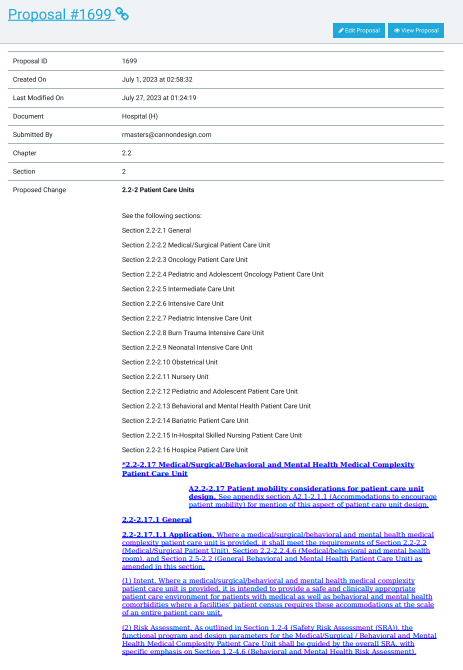 Proposal #1699
Edit Proposal
View Proposal
Proposal ID 1699
Created On July 1, 2023 at 02:58:32
Last Modified On July 27, 2023 at 01:24:19
Document Hospital (H)
Submitted By rmasters@cannondesign.com
Chapter 2.2
Section 2
Proposed Change 2.2-2 Patient Care Units
See the following sections:
Section 2.2-2.1 General
Section 2.2-2.2 Medical/Surgical Patient Care Unit
Section 2.2-2.3 Oncology Patient Care Unit
Section 2.2-2.4 Pediatric and Adolescent Oncology Patient Care Unit
Section 2.2-2.5 Intermediate Care Unit
Section 2.2-2.6 Intensive Care Unit
Section 2.2-2.7 Pediatric Intensive Care Unit
Section 2.2-2.8 Burn Trauma Intensive Care Unit
Section 2.2-2.9 Neonatal Intensive Care Unit
Section 2.2-2.10 Obstetrical Unit
Section 2.2-2.11 Nursery Unit
Section 2.2-2.12 Pediatric and Adolescent Patient Care Unit
Section 2.2-2.13 Behavioral and Mental Health Patient Care Unit
Section 2.2-2.14 Bariatric Patient Care Unit
Section 2.2-2.15 In-Hospital Skilled Nursing Patient Care Unit
Section 2.2-2.16 Hospice Patient Care Unit
*2.2-2.17 Medical/Surgical/Behavioral and Mental Health Medical Complexity
Patient Care Unit
A2.2-2.17 Patient mobility considerations for patient care unit
design. See appendix section A2.1-2.1.1 (Accommodations to encourage
patient mobility) for mention of this aspect of patient care unit design.
2.2-2.17.1 General
2.2-2.17.1.1 Application. Where a medical/surgical/behavioral and mental health medical
complexity patient care unit is provided, it shall meet the requirements of Section 2.2-2.2
(Medical/Surgical Patient Unit), Section 2.2-2.2.4.6 (Medical/behavioral and mental health
room), and Section 2.5-2.2 (General Behavioral and Mental Health Patient Care Unit) as
amended in this section.
(1) Intent. Where a medical/surgical/behavioral and mental health medical complexity
patient care unit is provided, it is intended to provide a safe and clinically appropriate
patient care environment for patients with medical as well as behavioral and mental health
comorbidities where a facilities' patient census requires these accommodations at the scale
of an entire patient care unit.
(2) Risk Assessment. As outlined in Section 1.2-4 (Safety Risk Assessment (SRA)), the
functional program and design parameters for the Medical/Surgical / Behavioral and Mental
Health Medical Complexity Patient Care Unit shall be guided by the overall SRA, with
specific emphasis on Section 1.2-4.6 (Behavioral and Mental Health Risk Assessment).